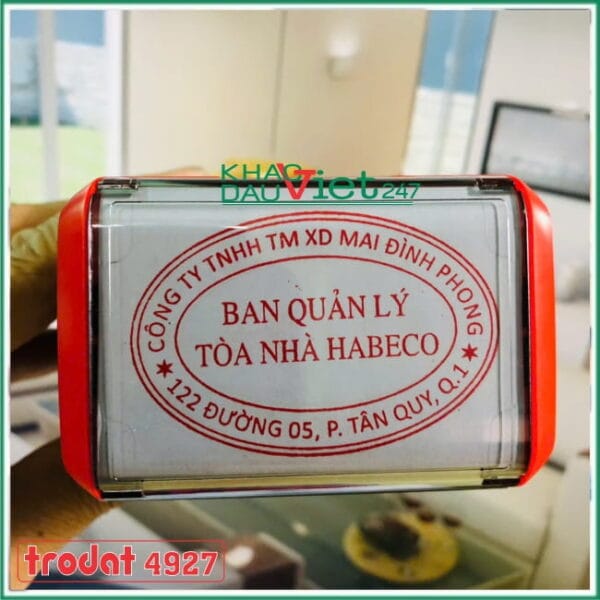 KHAC
DAU Viet 247
CÔNG TY TNHH TM XD MAI ĐÌNH PHONG
BAN QUẢN LÝ
TÒA NHÀ HABECO
122 ĐƯỜNG 05, P. TÂN QUY, Q.1
trodat 4927